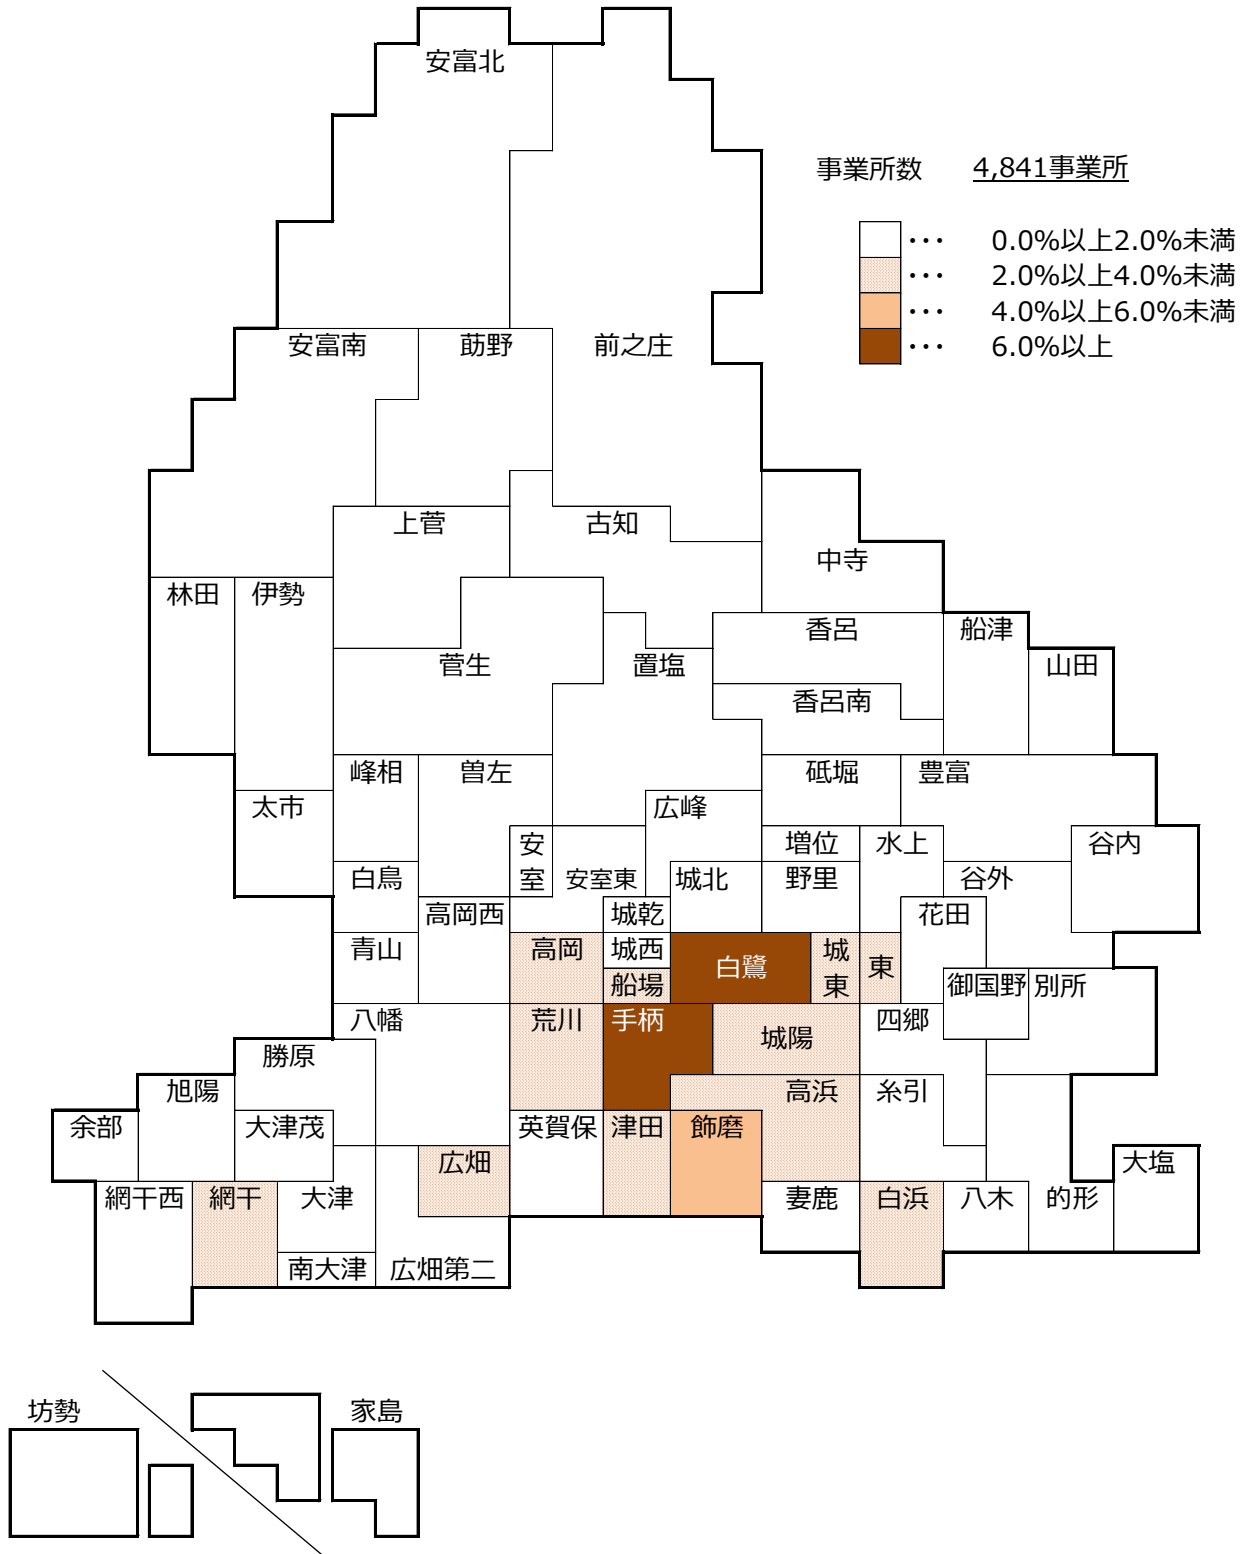 安富北
事業所数 4,841事業所
・・・ 0.0%以上2.0%未満
・・・ 2.0%以上4.0%未満
・・・ 4.0%以上6.0%未満
・・・ 6.0%以上
安富南 莇野 前之庄
上菅 古知
中寺
林田 伊勢
香呂 船津
菅生 置塩 山田
香呂南
峰相 曽左 砥堀 豊富
太市 広峰
安室 増位 水上 谷内
白鳥 安室東 城北 野里 谷外
高岡西 城乾 花田
青山 高岡 城西 白鷺 城東 東
船場 御国野 別所
八幡 荒川 手柄 城陽 四郷
勝原
旭陽 高浜 糸引
余部 大津茂 英賀保 津田 飾磨
広畑 大塩
網干西 網干 大津 妻鹿 白浜 八木 的形
南大津 広畑第二
坊勢 家島